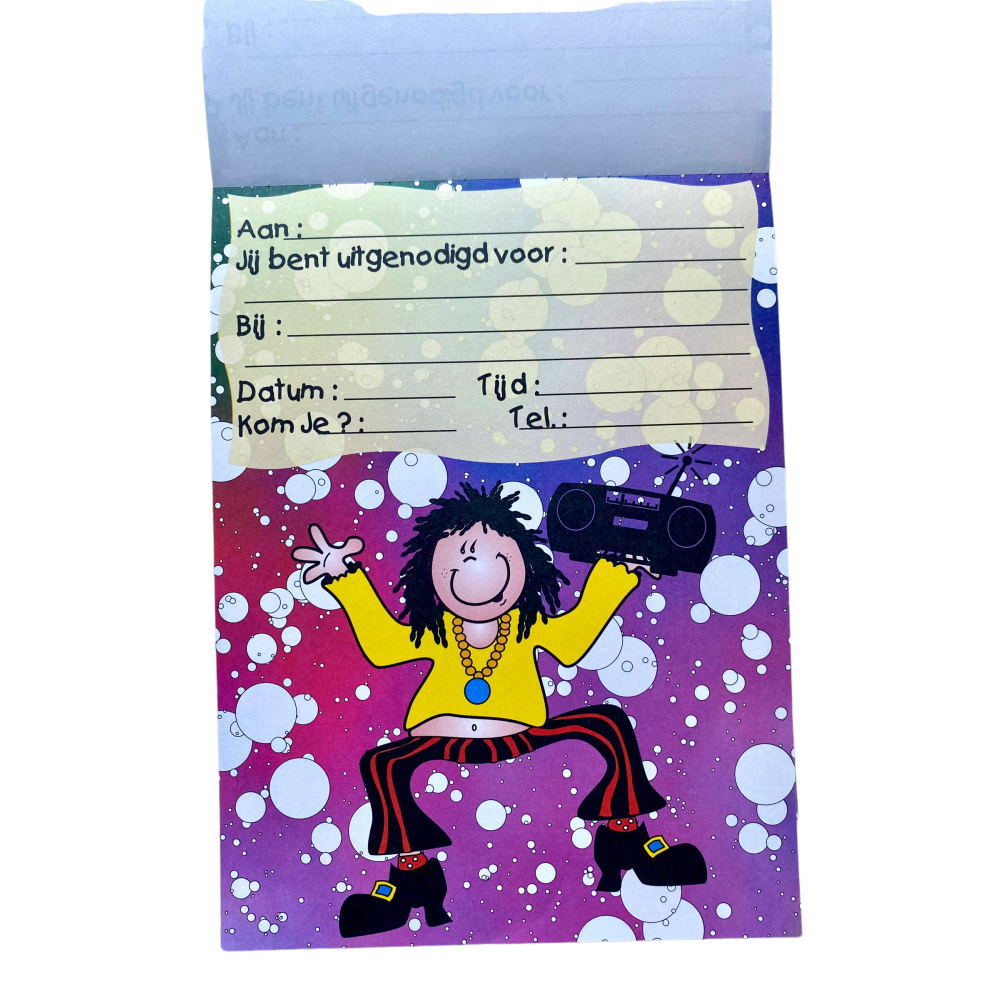 Aan :
Jij bent uitgenodigd voor :
Bij :
Datum : Tijd :
Kom Je ? : Tel. :